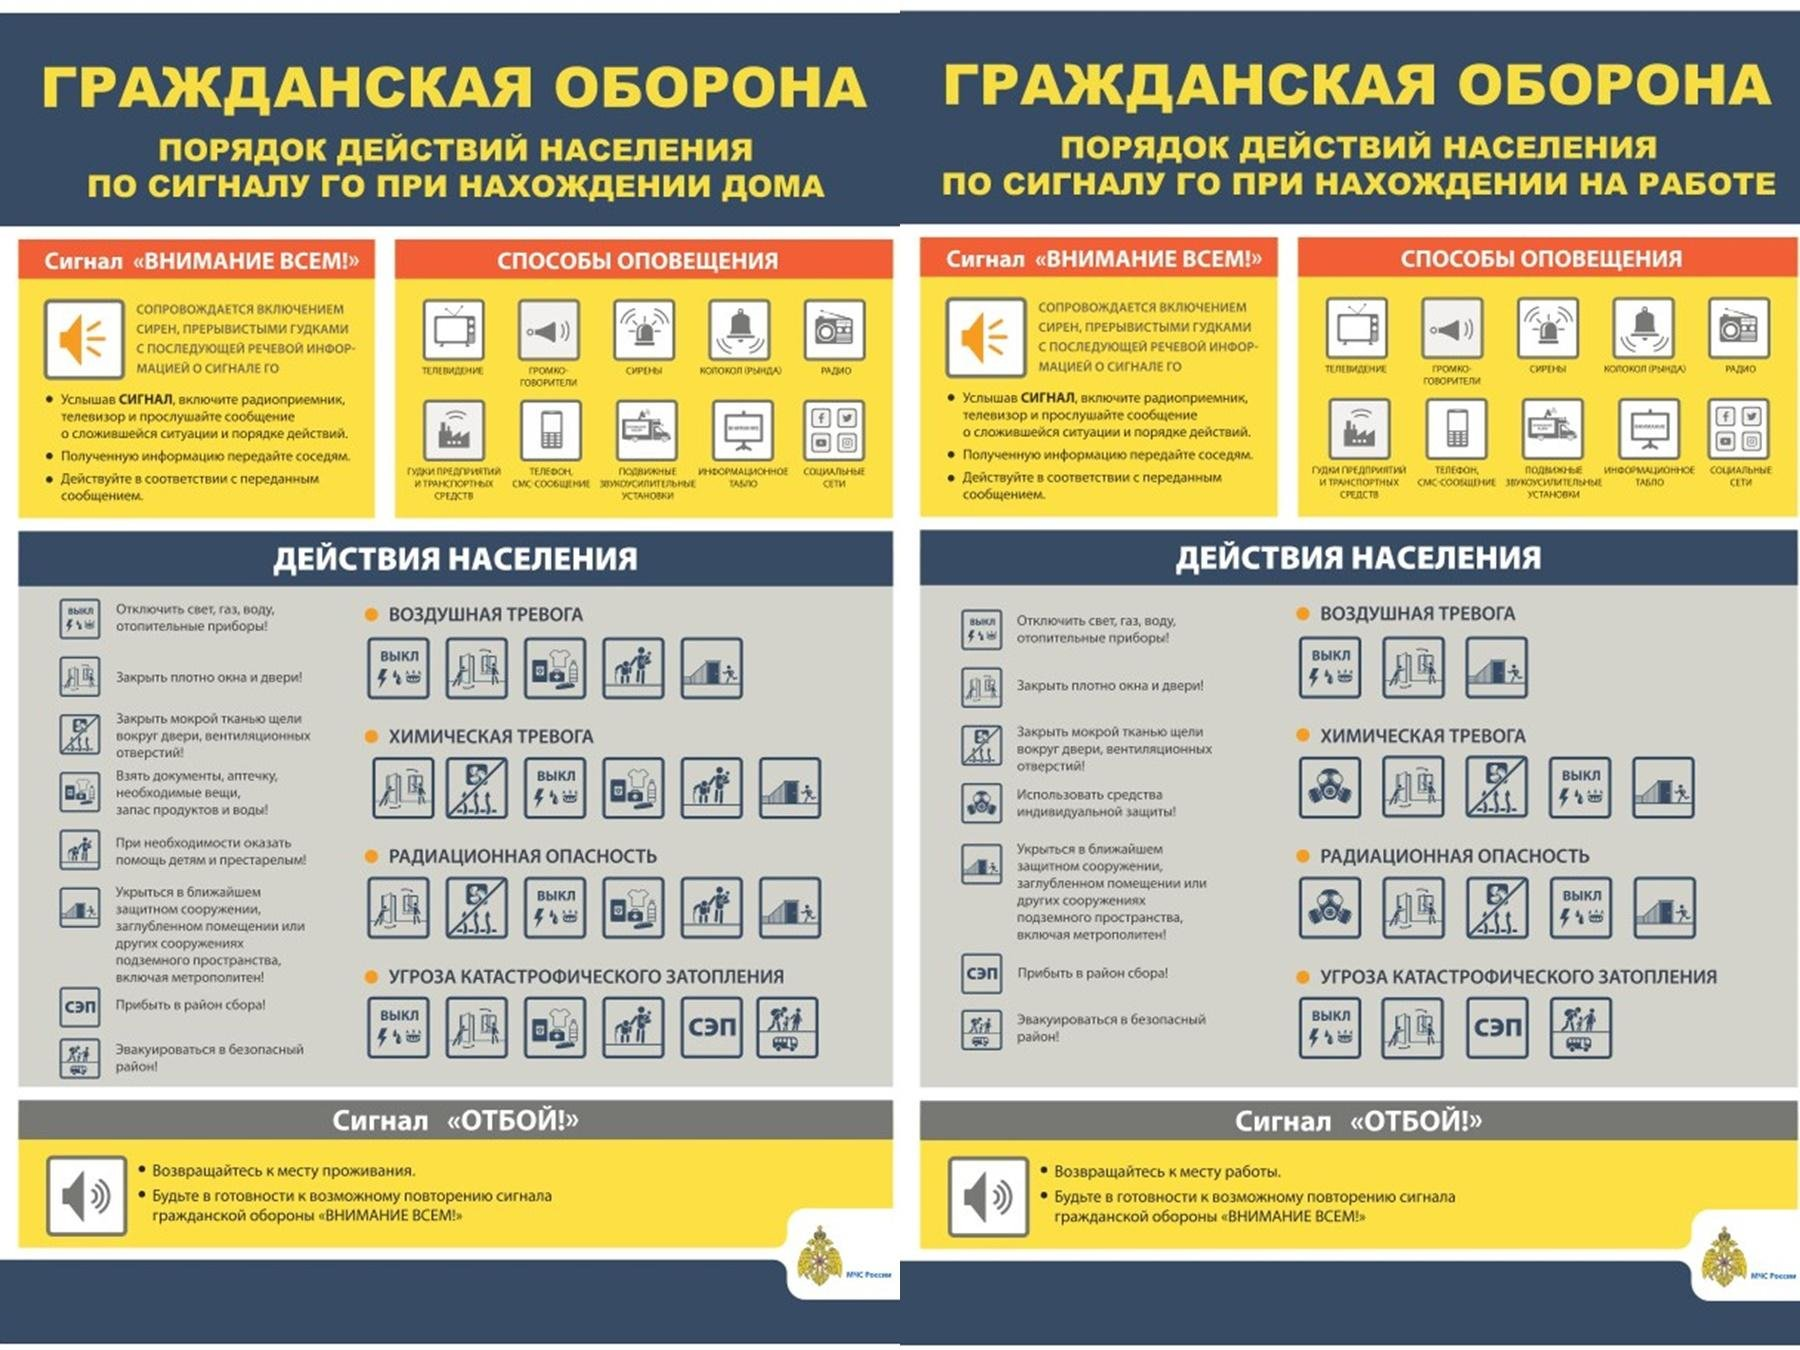 ГРАЖДАНСКАЯ ОБОРОНА
ПОРЯДОК ДЕЙСТВИЙ НАСЕЛЕНИЯ
ПО СИГНАЛУ ГО ПРИ НАХОЖДЕНИИ ДОМА
Сигнал «ВНИМАНИЕ ВСЕМ!»
СОПРОВОЖДАЕТСЯ ВКЛЮЧЕНИЕМ
СИРЕН, ПРЕРЫВИСТЫМИ ГУДКАМИ
С ПОСЛЕДУЮЩЕЙ РЕЧЕВОЙ ИНФОР-
МАЦИЕЙ О СИГНАЛЕ ГО
• Услышав СИГНАЛ, включите радиоприемник,
телевизор и прослушайте сообщение
о сложившейся ситуации и порядке действий.
• Полученную информацию передайте соседям.
• Действуйте в соответствии с переданным
сообщением.
СПОСОБЫ ОПОВЕЩЕНИЯ
ТЕЛЕВИДЕНИЕ
ГРОМКО-
ГОВОРИТЕЛИ
СИРЕНЫ
КОЛОКОЛ (РЫНДА)
РАДИО
ГУДКИ ПРЕДПРИЯТИЙ
И ТРАНСПОРТНЫХ
СРЕДСТВ
ТЕЛЕФОН,
СМС-СООБЩЕНИЕ
ПОДВИЖНЫЕ
ЗВУКОУСИЛИТЕЛЬНЫЕ
УСТАНОВКИ
ИНФОРМАЦИОННОЕ
ТАБЛО
СОЦИАЛЬНЫЕ
СЕТИ
ДЕЙСТВИЯ НАСЕЛЕНИЯ
ВЫКЛ
Отключить свет, газ, воду,
отопительные приборы!
Закрыть плотно окна и двери!
Закрыть мокрой тканью щели
вокруг двери, вентиляционных
отверстий!
Взять документы, аптечку,
необходимые вещи,
запас продуктов и воды!
При необходимости оказать
помощь детям и престарелым!
Укрыться в ближайшем
защитном сооружении,
заглубленном помещении или
других сооружениях
подземного пространства,
включая метрополитен!
СЭП
Прибыть в район сбора!
Эвакуироваться в безопасный
район!
• ВОЗДУШНАЯ ТРЕВОГА
ВЫКЛ
• ХИМИЧЕСКАЯ ТРЕВОГА
ВЫКЛ
• РАДИАЦИОННАЯ ОПАСНОСТЬ
ВЫКЛ
• УГРОЗА КАТАСТРОФИЧЕСКОГО ЗАТОПЛЕНИЯ
ВЫКЛ
СЭП
Сигнал «ОТБОЙ!»
• Возвращайтесь к месту проживания.
• Будьте в готовности к возможному повторению сигнала
гражданской обороны «ВНИМАНИЕ ВСЕМ!»
МЧС России
ГРАЖДАНСКАЯ ОБОРОНА
ПОРЯДОК ДЕЙСТВИЙ НАСЕЛЕНИЯ
ПО СИГНАЛУ ГО ПРИ НАХОЖДЕНИИ НА РАБОТЕ
Сигнал «ВНИМАНИЕ ВСЕМ!»
СОПРОВОЖДАЕТСЯ ВКЛЮЧЕНИЕМ
СИРЕН, ПРЕРЫВИСТЫМИ ГУДКАМИ
С ПОСЛЕДУЮЩЕЙ РЕЧЕВОЙ ИНФОР-
МАЦИЕЙ О СИГНАЛЕ ГО
• Услышав СИГНАЛ, включите радиоприемник,
телевизор и прослушайте сообщение
о сложившейся ситуации и порядке действий.
• Полученную информацию передайте соседям.
• Действуйте в соответствии с переданным
сообщением.
СПОСОБЫ ОПОВЕЩЕНИЯ
ТЕЛЕВИДЕНИЕ
ГРОМКО-
ГОВОРИТЕЛИ
СИРЕНЫ
КОЛОКОЛ (РЫНДА)
РАДИО
ВНИМАНИЕ
ГУДКИ ПРЕДПРИЯТИЙ
И ТРАНСПОРТНЫХ
СРЕДСТВ
ТЕЛЕФОН,
СМС-СООБЩЕНИЕ
ПОДВИЖНЫЕ
ЗВУКОУСИЛИТЕЛЬНЫЕ
УСТАНОВКИ
ИНФОРМАЦИОННОЕ
ТАБЛО
СОЦИАЛЬНЫЕ
СЕТИ
ДЕЙСТВИЯ НАСЕЛЕНИЯ
ВЫКЛ
Отключить свет, газ, воду,
отопительные приборы!
Закрыть плотно окна и двери!
Закрыть мокрой тканью щели
вокруг двери, вентиляционных
отверстий!
Использовать средства
индивидуальной защиты!
Укрыться в ближайшем
защитном сооружении,
заглубленном помещении или
других сооружениях
подземного пространства,
включая метрополитен!
СЭП
Прибыть в район сбора!
Эвакуироваться в безопасный
район!
• ВОЗДУШНАЯ ТРЕВОГА
ВЫКЛ
• ХИМИЧЕСКАЯ ТРЕВОГА
ВЫКЛ
• РАДИАЦИОННАЯ ОПАСНОСТЬ
ВЫКЛ
• УГРОЗА КАТАСТРОФИЧЕСКОГО ЗАТОПЛЕНИЯ
ВЫКЛ
СЭП
Сигнал «ОТБОЙ!»
• Возвращайтесь к месту работы.
• Будьте в готовности к возможному повторению сигнала
гражданской обороны «ВНИМАНИЕ ВСЕМ!»
МЧС России